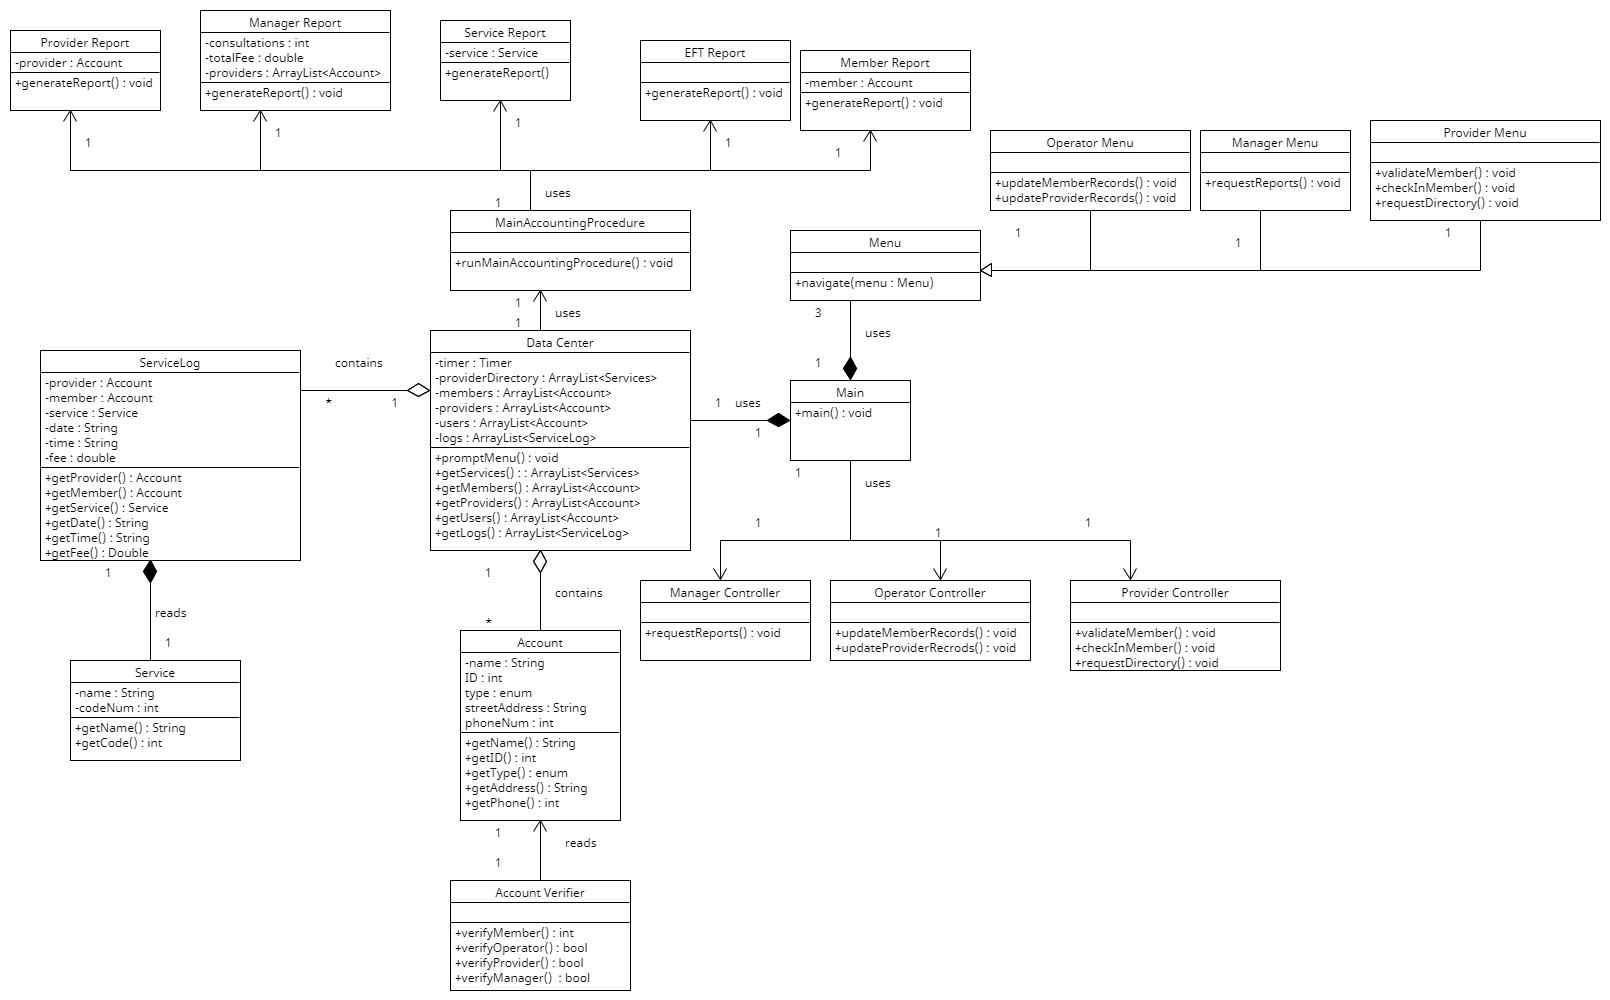 Provider Report
-provider : Account
+generateReport() : void
1
Manager Report
-consultations : int
-totalFee : double
-providers : ArrayList<Account>
+generateReport() : void
1
Service Report
-service : Service
+generateReport()
1
EFT Report
+generateReport() : void
1
Member Report
-member : Account
+generateReport() : void
1
uses
1
MainAccountingProcedure
+runMainAccountingProcedure() : void
1
uses
1
Operator Menu
+updateMemberRecords() : void
+updateProviderRecords() : void
1
Manager Menu
+requestReports() : void
1
Provider Menu
+validateMember() : void
+checkInMember() : void
+requestDirectory() : void
1
Menu
+navigate(menu : Menu)
3
uses
1
ServiceLog
-provider : Account
-member : Account
-service : Service
-date : String
-time : String
-fee : double
+getProvider() : Account
+getMember() : Account
+getService() : Service
+getDate() : String
+getTime() : String
+getFee() : Double
contains
*
1
Data Center
-timer : Timer
-providerDirectory : ArrayList<Services>
-members : ArrayList<Account>
-providers : ArrayList<Account>
-users : ArrayList<Account>
-logs : ArrayList<ServiceLog>
+promptMenu() : void
+getServices() : : ArrayList<Services>
+getMembers() : ArrayList<Account>
+getProviders() : ArrayList<Account>
+getUsers() : ArrayList<Account>
+getLogs() : ArrayList<ServiceLog>
1
uses
1
Main
+main() : void
1
uses
1
1
1
Manager Controller
+requestReports() : void
Operator Controller
+updateMemberRecords() : void
+updateProviderRecrods() : void
Provider Controller
+validateMember() : void
+checkInMember() : void
+requestDirectory() : void
1
reads
1
Service
-name : String
-codeNum : int
+getName() : String
+getCode() : int
1
contains
*
Account
-name : String
ID : int
type : enum
streetAddress : String
phoneNum : int
+getName() : String
+getID() : int
+getType() : enum
+getAddress() : String
+getPhone() : int
1
reads
1
Account Verifier
+verifyMember() : int
+verifyOperator() : bool
+verifyProvider() : bool
+verifyManager()  : bool